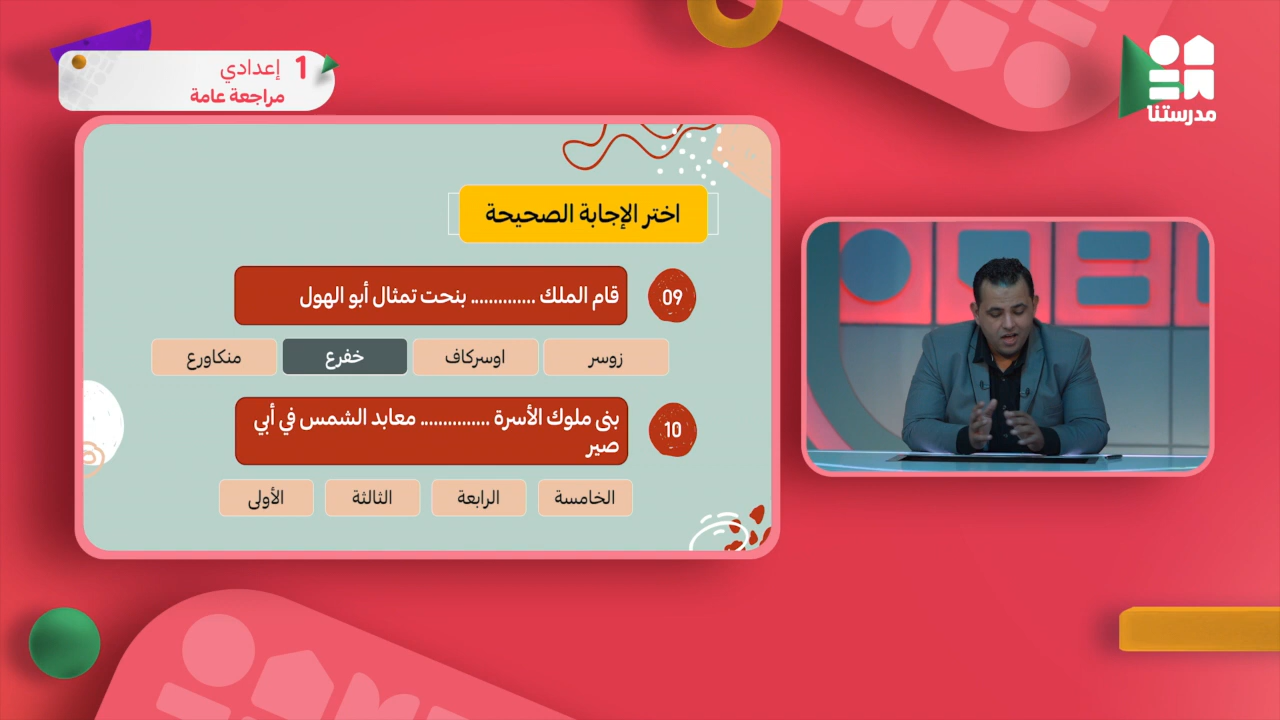 1 إعدادي
مراجعة عامة
مدرستنا
اختر الإجابة الصحيحة
09
قام الملك ............. بنحت تمثال أبو الهول
زوسر
اوسركاف
خفرع
منكاورع
10
بنى ملوك الأسرة .............. معابد الشمس في أبي
صير
الخامسة
الرابعة
الثالثة
الأولى